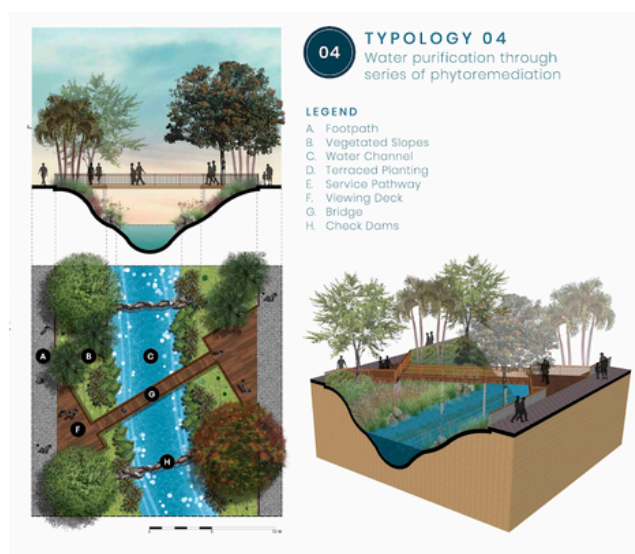 04
TYPOLOGY 04
Water purification through
series of phytoremediation
LEGEND
A. Footpath
B. Vegetated Slopes
C. Water Channel
D. Terraced Planting
E. Service Pathway
F. Viewing Deck
G. Bridge
H. Check Dams
A
B
C
G
F
H